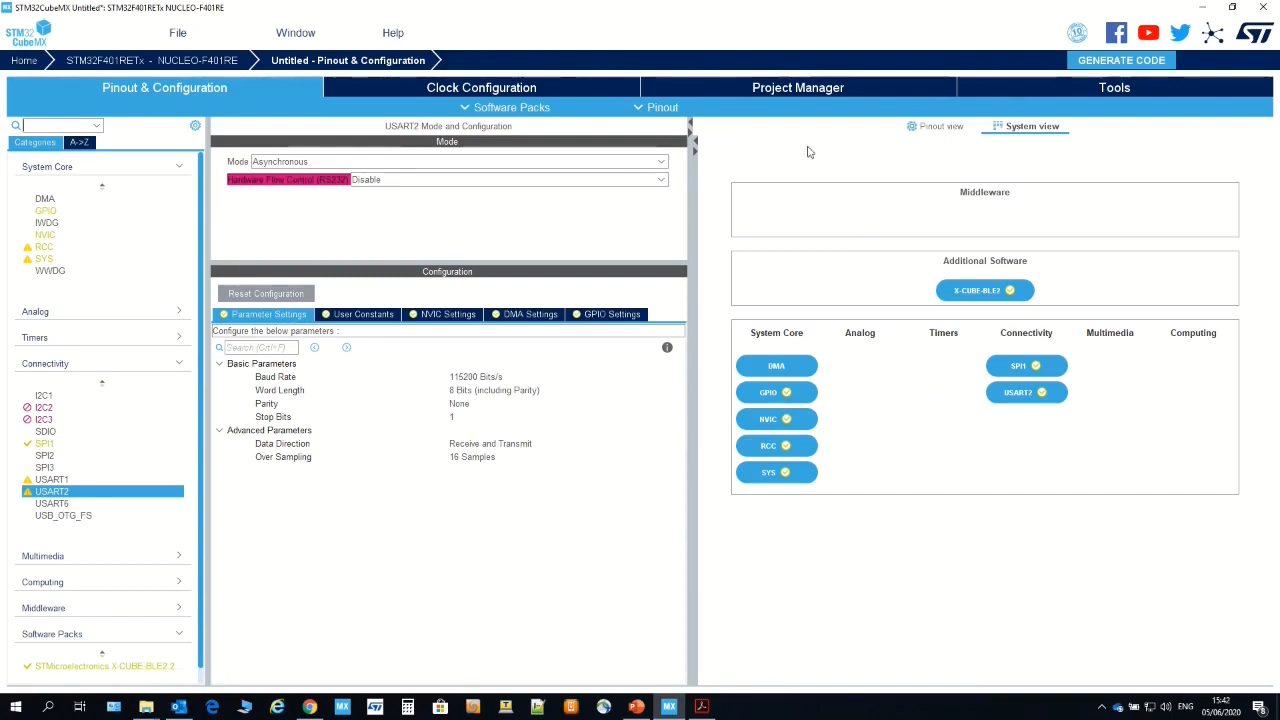 MX STM32CubeMX Untitled*: STM32F401RETx NUCLEO-F401RE
STM32 CubeMX
File Window Help
Home STM32F401RETx - NUCLEO-F401RE Untitled - Pinout & Configuration GENERATE CODE
Pinout & Configuration Clock Configuration Project Manager Tools
Software Packs Pinout
USART2 Mode and Configuration
Pinout view System view
Categories A->Z
Mode
System Core
Mode Asynchronous
Hardware Flow Control (RS232) Disable
DMA
GPIO
IWDG
NVIC
RCC
SYS
WWDG
Analog
Timers
Connectivity
I2C1
I2C2
I2C3
SDIO
SPI1
SPI2
SPI3
USART1
USART2
USART6
USB_OTG_FS
Multimedia
Computing
Middleware
Software Packs
STMicroelectronics X-CUBE-BLE2.2...
Configuration
Reset Configuration
Parameter Settings User Constants NVIC Settings DMA Settings GPIO Settings
Configure the below parameters :
Search (Crtl+F)
Basic Parameters
Baud Rate 115200 Bits/s
Word Length 8 Bits (including Parity)
Parity None
Stop Bits 1
Advanced Parameters
Data Direction Receive and Transmit
Over Sampling 16 Samples
Middleware
Additional Software
X-CUBE-BLE2
System Core Analog Timers Connectivity Multimedia Computing
DMA SPI1
GPIO USART2
NVIC
RCC
SYS
ENG
15:42
05/06/2020